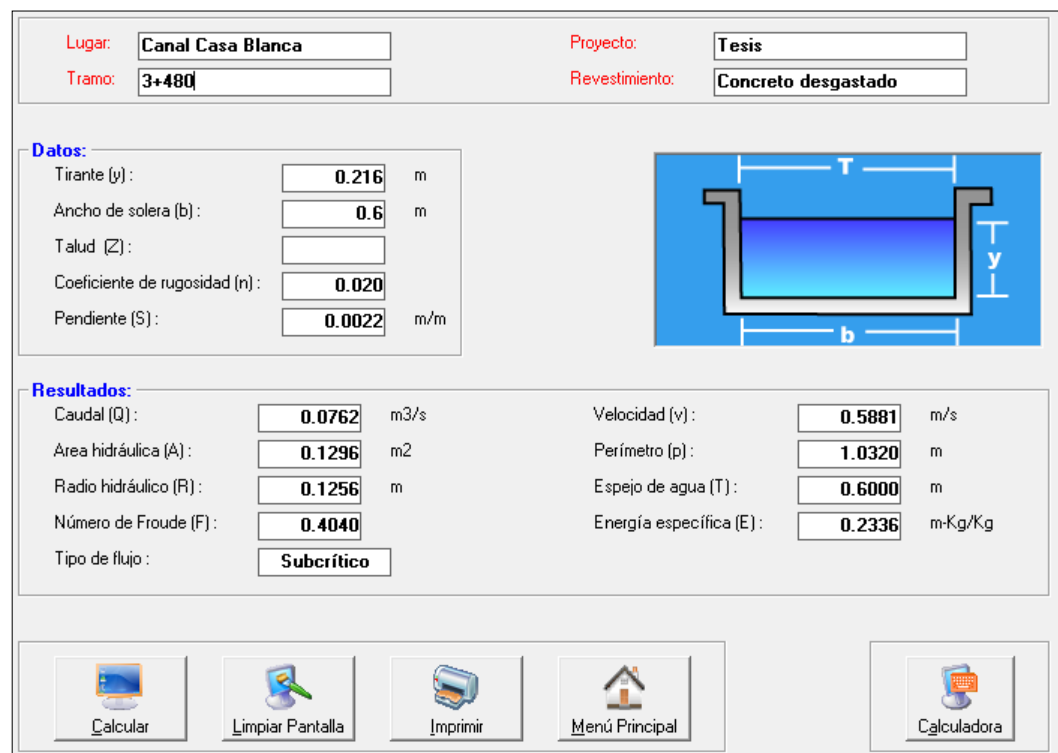 Lugar: Canal Casa Blanca Proyecto: Tesis
Tramo: 3+480 Revestimiento: Concreto desgastado
Datos:
Tirante (y) : 0.216 m
Ancho de solera (b) : 0.6 m
Talud (Z) :
Coeficiente de rugosidad (n) : 0.020
Pendiente (S) : 0.0022 m/m
T
y
b
Resultados:
Caudal (Q) : 0.0762 m3/s Velocidad (v) : 0.5881 m/s
Area hidráulica (A) : 0.1296 m2 Perímetro (p) : 1.0320 m
Radio hidráulico (R) : 0.1256 m Espejo de agua (T) : 0.6000 m
Número de Froude (F) : 0.4040 Energía específica (E) : 0.2336 m-Kg/Kg
Tipo de flujo : Subcrítico
Calcular Limpiar Pantalla Imprimir Menú Principal Calculadora